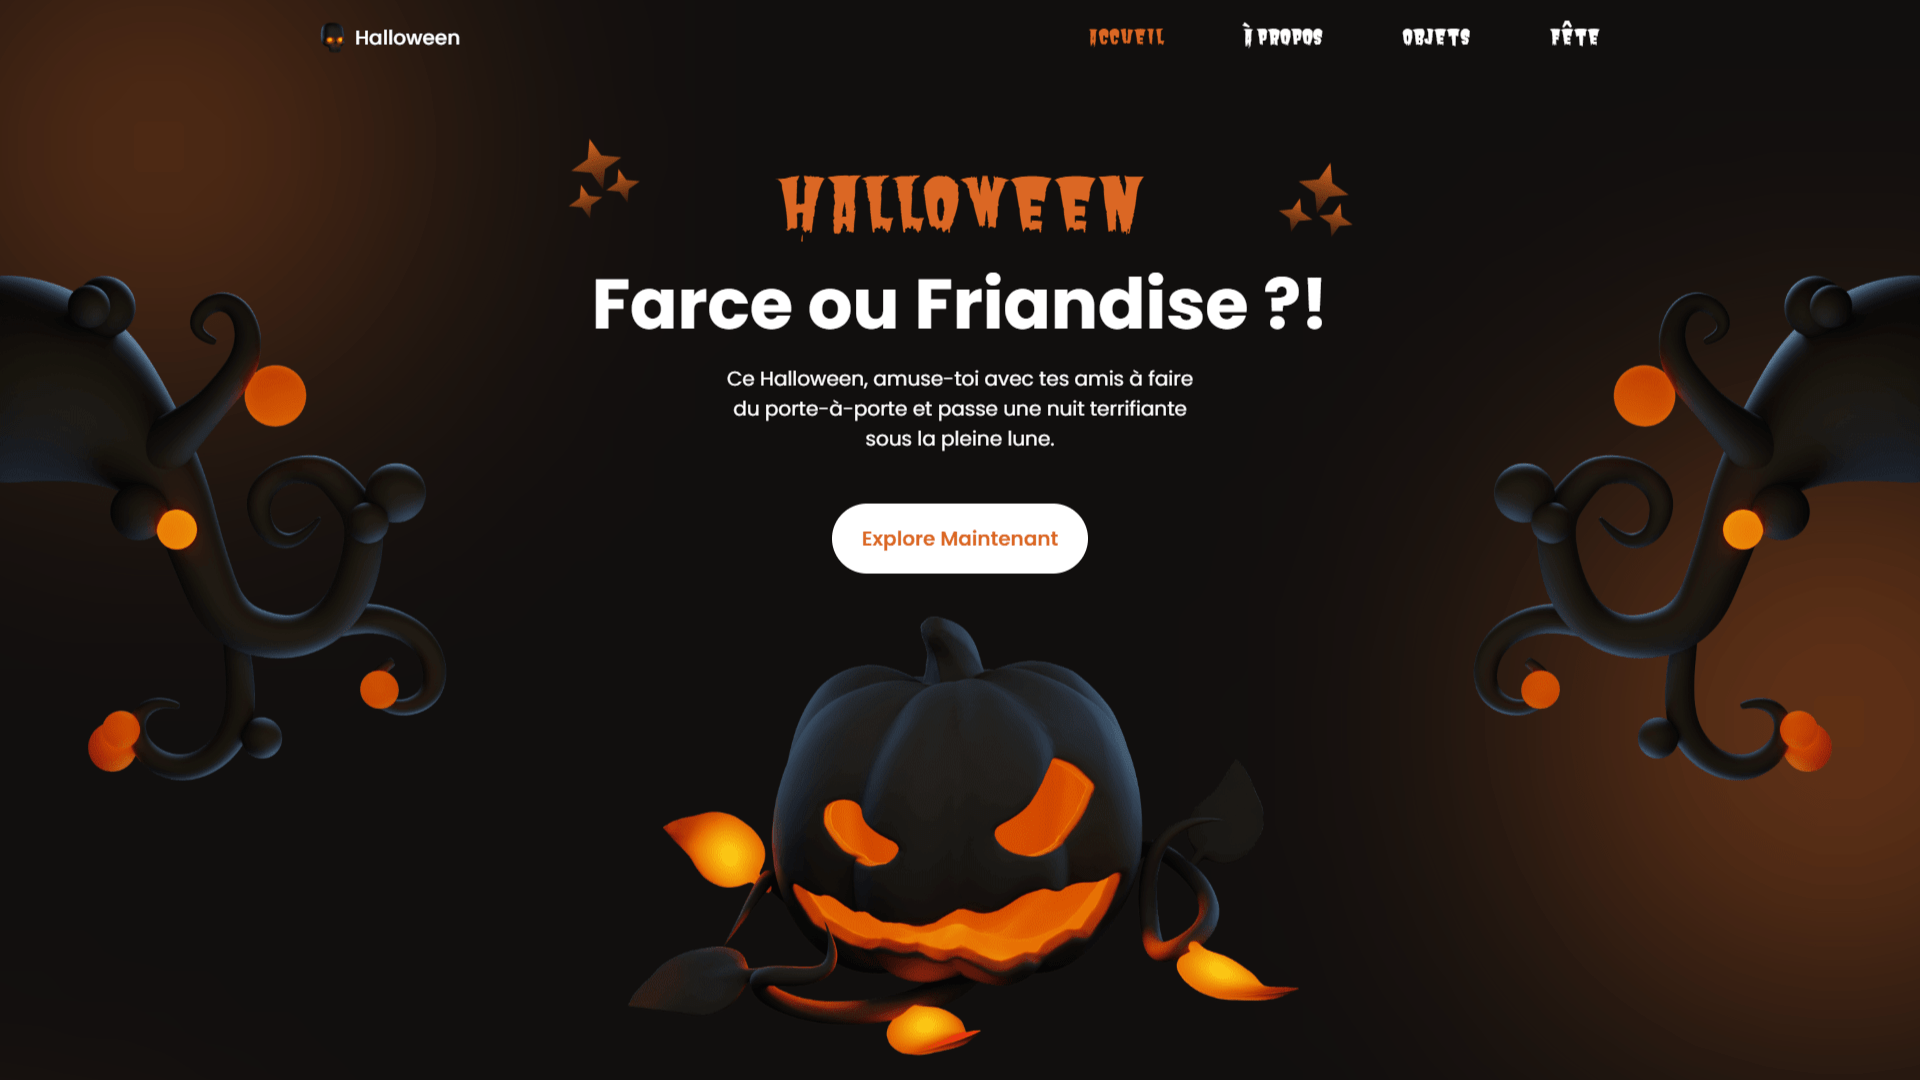 Halloween
ACCUEIL
À PROPOS
OBJETS
FÊTE
HALLOWEEN
Farce ou Friandise ?!
Ce Halloween, amuse-toi avec tes amis à faire
du porte-à-porte et passe une nuit terrifiante
sous la pleine lune.
Explore Maintenant